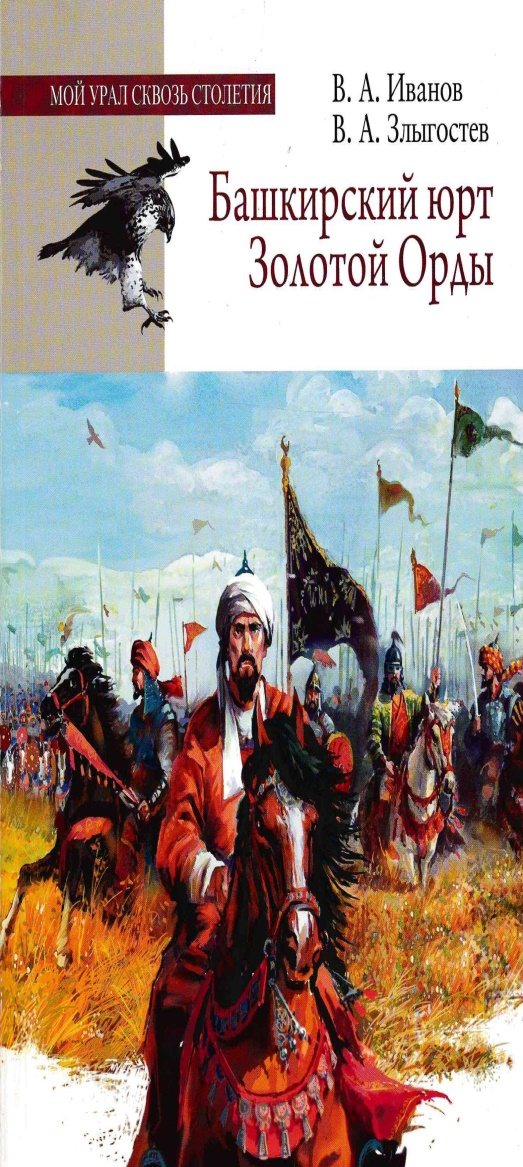 МОЙ УРАЛ СКВОЗЬ СТОЛЕТИЯ
В. А. Иванов
В. А. Злыгостев
Башкирский юрт
Золотой Орды